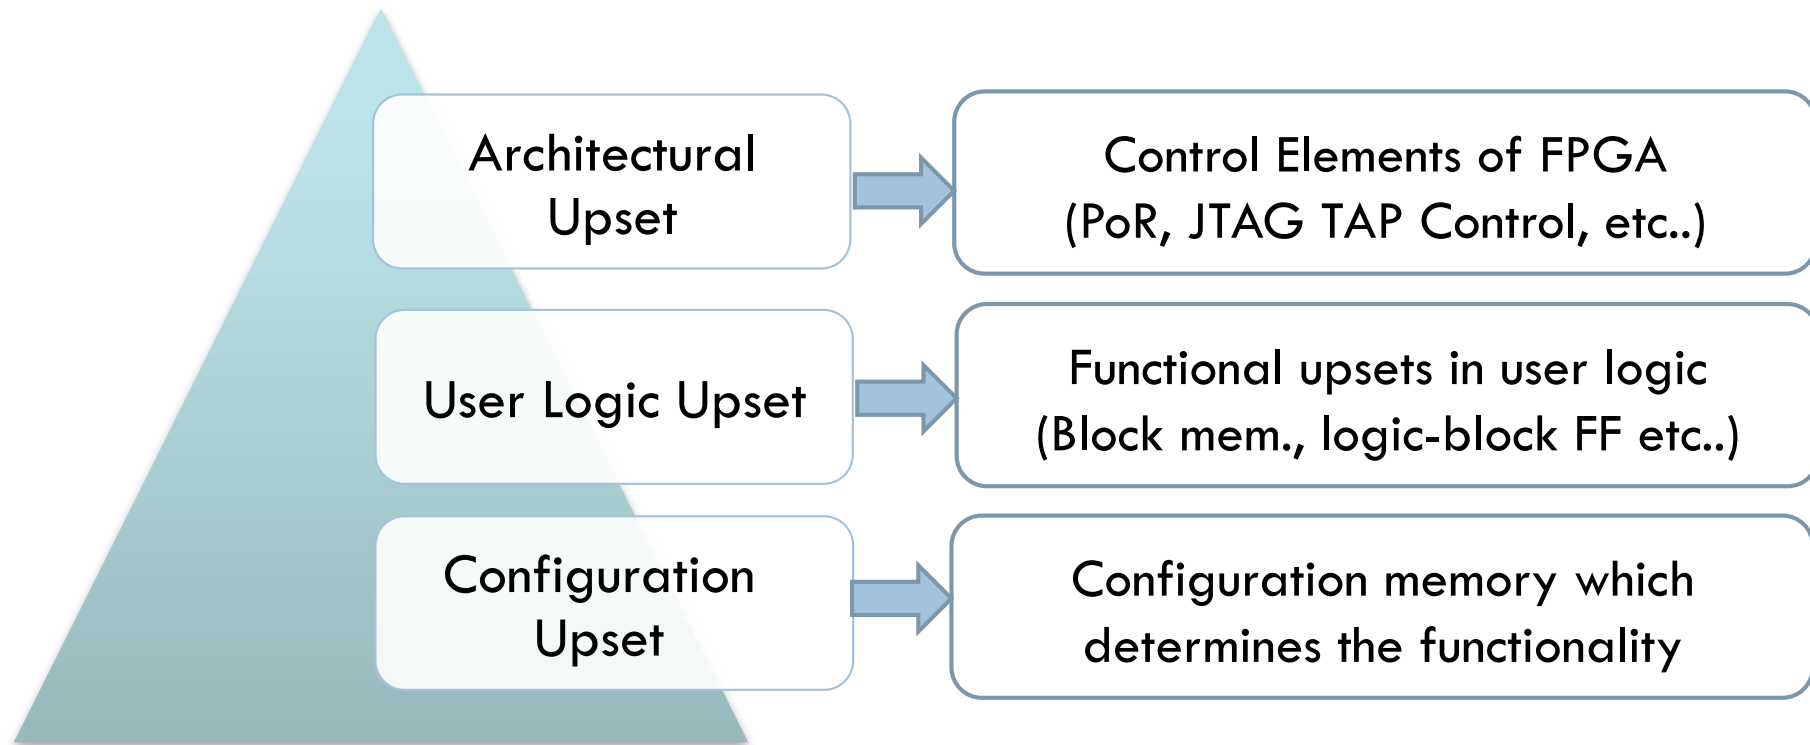 Architectural
Upset
Control Elements of FPGA
(PoR, JTAG TAP Control, etc..)
User Logic Upset
Functional upsets in user logic
(Block mem., logic-block FF etc..)
Configuration
Upset
Configuration memory which
determines the functionality